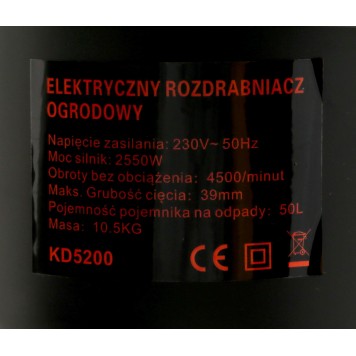 ELEKTRYCZNY ROZDRABNIACZ
OGRODOWY
Napięcie zasilania: 230V~ 50Hz
Moc silnik: 2550W
Obroty bez obciążenia: 4500/minut
Maks. Grubość cięcia: 39mm
Pojemność pojemnika na odpady: 50L
Masa: 10.5KG
KD5200 CE